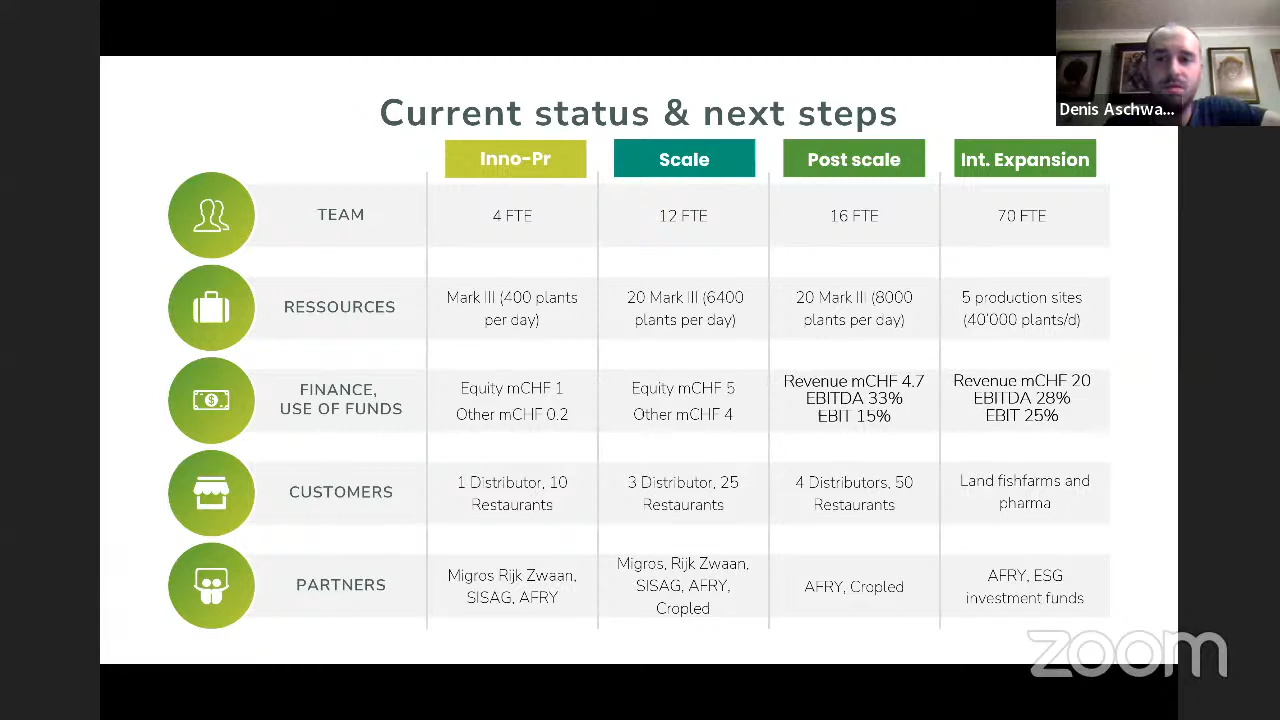 Denis Aschwa...
Current status & next steps
Inno-Pr
Scale
Post scale
Int. Expansion
TEAM
4 FTE
12 FTE
16 FTE
70 FTE
RESSOURCES
Mark III (400 plants
per day)
20 Mark III (6400
plants per day)
20 Mark III (8000
plants per day)
5 production sites
(40'000 plants/d)
FINANCE,
USE OF FUNDS
Equity mCHF 1
Other mCHF 0.2
Equity mCHF 5
Other mCHF 4
Revenue mCHF 4.7
EBITDA 33%
EBIT 15%
Revenue mCHF 20
EBITDA 28%
EBIT 25%
CUSTOMERS
1 Distributor, 10
Restaurants
3 Distributor, 25
Restaurants
4 Distributors, 50
Restaurants
Land fishfarms and
pharma
PARTNERS
Migros Rijk Zwaan,
SISAG, AFRY
Migros, Rijk Zwaan,
SISAG, AFRY,
Cropled
AFRY, Cropled
AFRY, ESG
investment funds
zoom